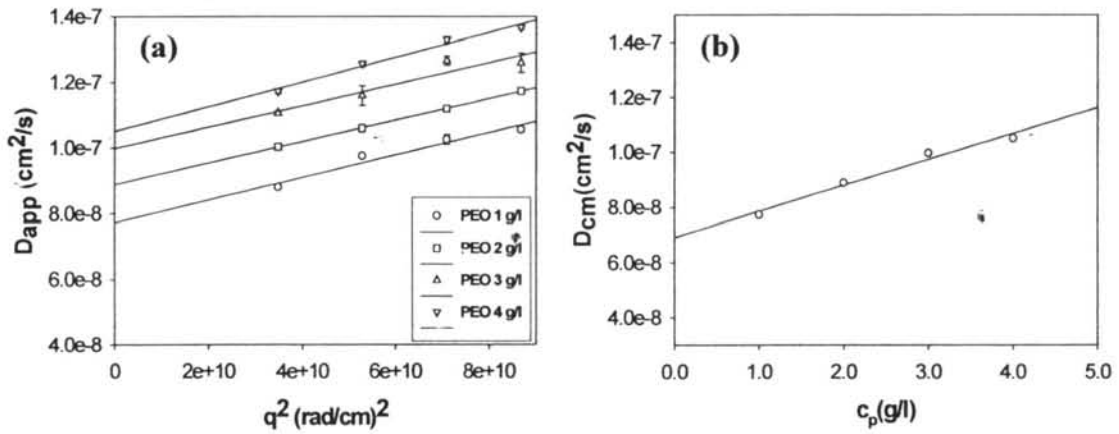 (a)
Dapp (cm²/s)
1.4e-7
1.2e-7
1.0e-7
8.0e-8
6.0e-8
4.0e-8
0
2e+10
4e+10
6e+10
8e+10
q² (rad/cm)²
PEO 1 g/l
PEO 2 g/l
PEO 3 g/l
PEO 4 g/l
(b)
Dcm(cm²/s)
1.4e-7
1.2e-7
1.0e-7
8.0e-8
6.0e-8
4.0e-8
0.0
1.0
2.0
3.0
4.0
5.0
cp(g/l)